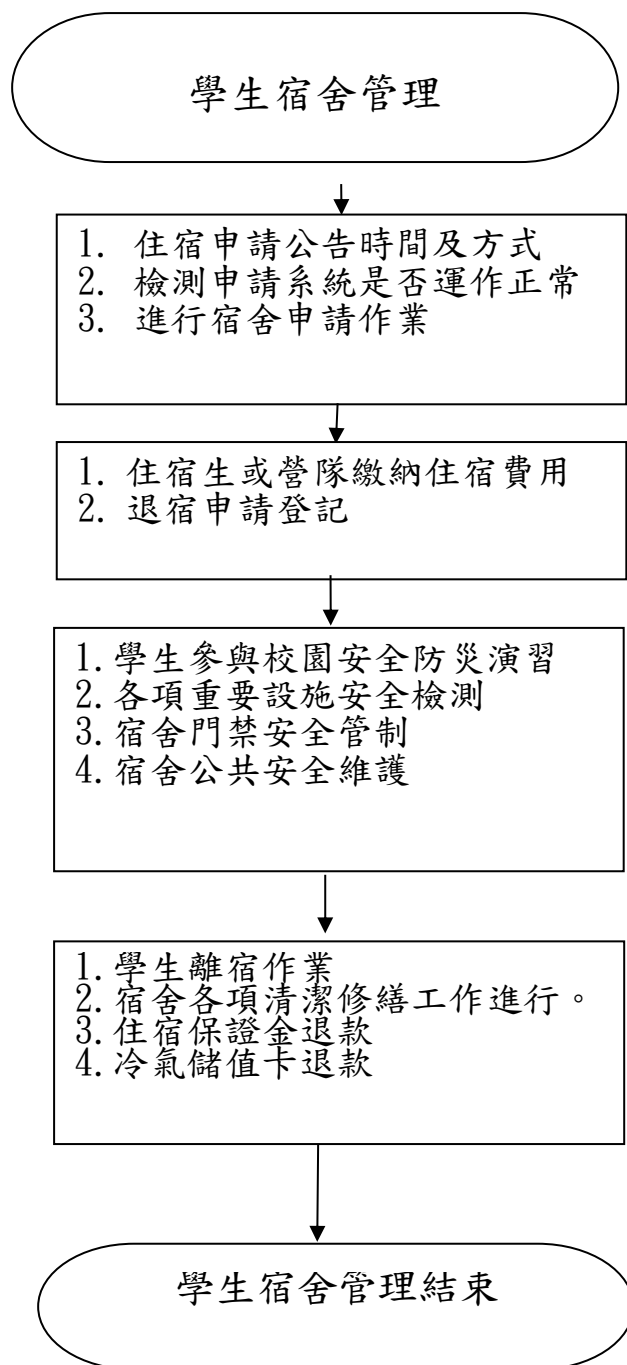 學生宿舍管理
1. 住宿申請公告時間及方式
2. 檢測申請系統是否運作正常
3. 進行宿舍申請作業
1. 住宿生或營隊繳納住宿費用
2. 退宿申請登記
1.學生參與校園安全防災演習
2.各項重要設施安全檢測
3.宿舍門禁安全管制
4.宿舍公共安全維護
1.學生離宿作業
2.宿舍各項清潔修繕工作進行。
3.住宿保證金退款
4.冷氣儲值卡退款
學生宿舍管理結束